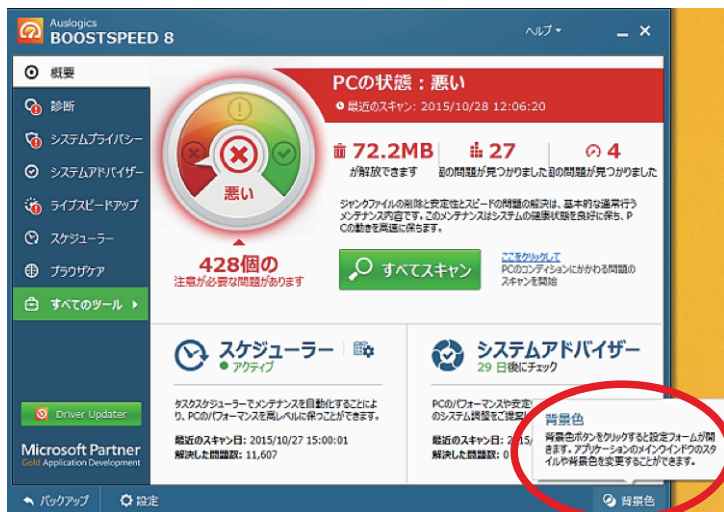 Auslogics
BOOSTSPEED 8
ヘルプ
概要
診断
システムプライバシー
システムアドバイザー
ライブスピードアップ
スケジューラー
ブラウザケア
すべてのツール
Driver Updater
Microsoft Partner
Gold Application Development
PCの状態：悪い
最近のスキャン: 2015/10/28 12:06:20
悪い
428個の
注意が必要な問題があります
72.2MB
が解放できます
27
の問題が見つかりました
4
の問題が見つかりました
ジャンクファイルの削除と安定性とスピードの問題の解決は、基本的な通常行う
メンテナンス内容です。このメンテナンスはシステムの健康状態を良好に保ち、P
Cの動きを高速に保ちます。
すべてスキャン
ここをクリックして
PCのコンディションにかかわる問題の
スキャンを開始
スケジューラー
アクティブ
タスクスケジューラーでメンテナンスを自動化することによ
り、PCのパフォーマンスを高レベルに保つことができます。
最近のスキャン日: 2015/10/27 15:00:01
解決した問題数: 11,607
システムアドバイザー
29 日後にチェック
PCのパフォーマンスや安定
のシステム調整をご提案し
最近のスキャン日: 2015/
解決した問題数: 0
背景色
背景色ボタンをクリックすると設定フォームが開
きます。アプリケーションのメインウインドウのスタ
イルや背景色を変更することができます。
バックアップ
設定
背景色